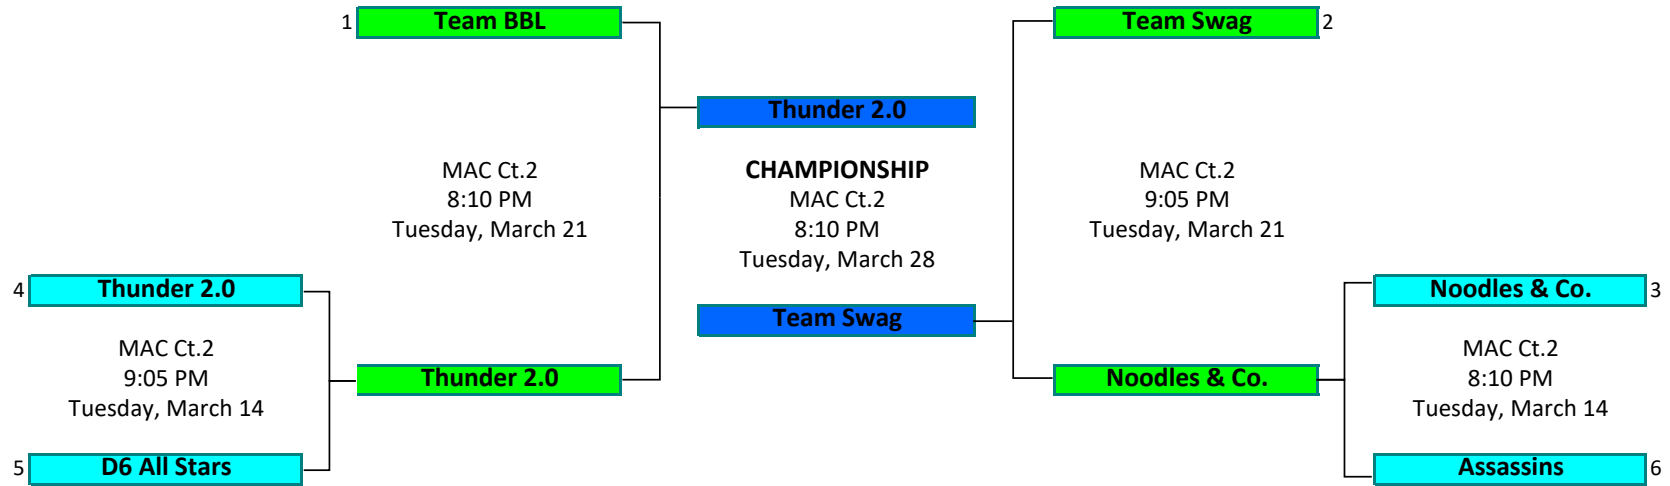 1 Team BBL
Team Swag 2
Thunder 2.0
MAC Ct.2
8:10 PM
Tuesday, March 21
CHAMPIONSHIP
MAC Ct.2
8:10 PM
Tuesday, March 28
MAC Ct.2
9:05 PM
Tuesday, March 21
4 Thunder 2.0
Noodles & Co. 3
Team Swag
MAC Ct.2
9:05 PM
Tuesday, March 14
Thunder 2.0
Noodles & Co.
MAC Ct.2
8:10 PM
Tuesday, March 14
5 D6 All Stars
Assassins 6